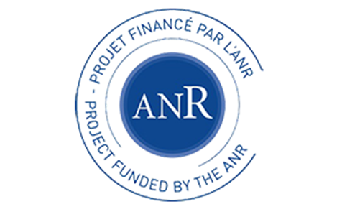 - PROJET FINANCÉ PAR L'ANR
ANR
PROJECT FUNDED BY THE ANR